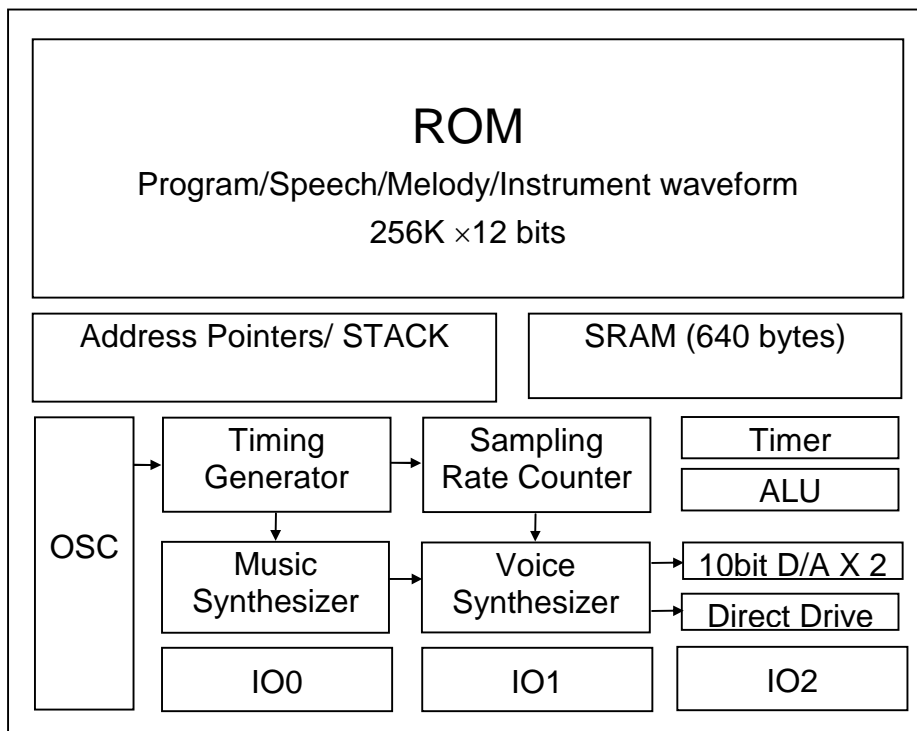 ROM
Program/Speech/Melody/Instrument waveform
256K ×12 bits
Address Pointers/ STACK
SRAM (640 bytes)
OSC
Timing
Generator
Sampling
Rate Counter
Timer
ALU
Music
Synthesizer
Voice
Synthesizer
10bit D/A X 2
Direct Drive
IO0
IO1
IO2